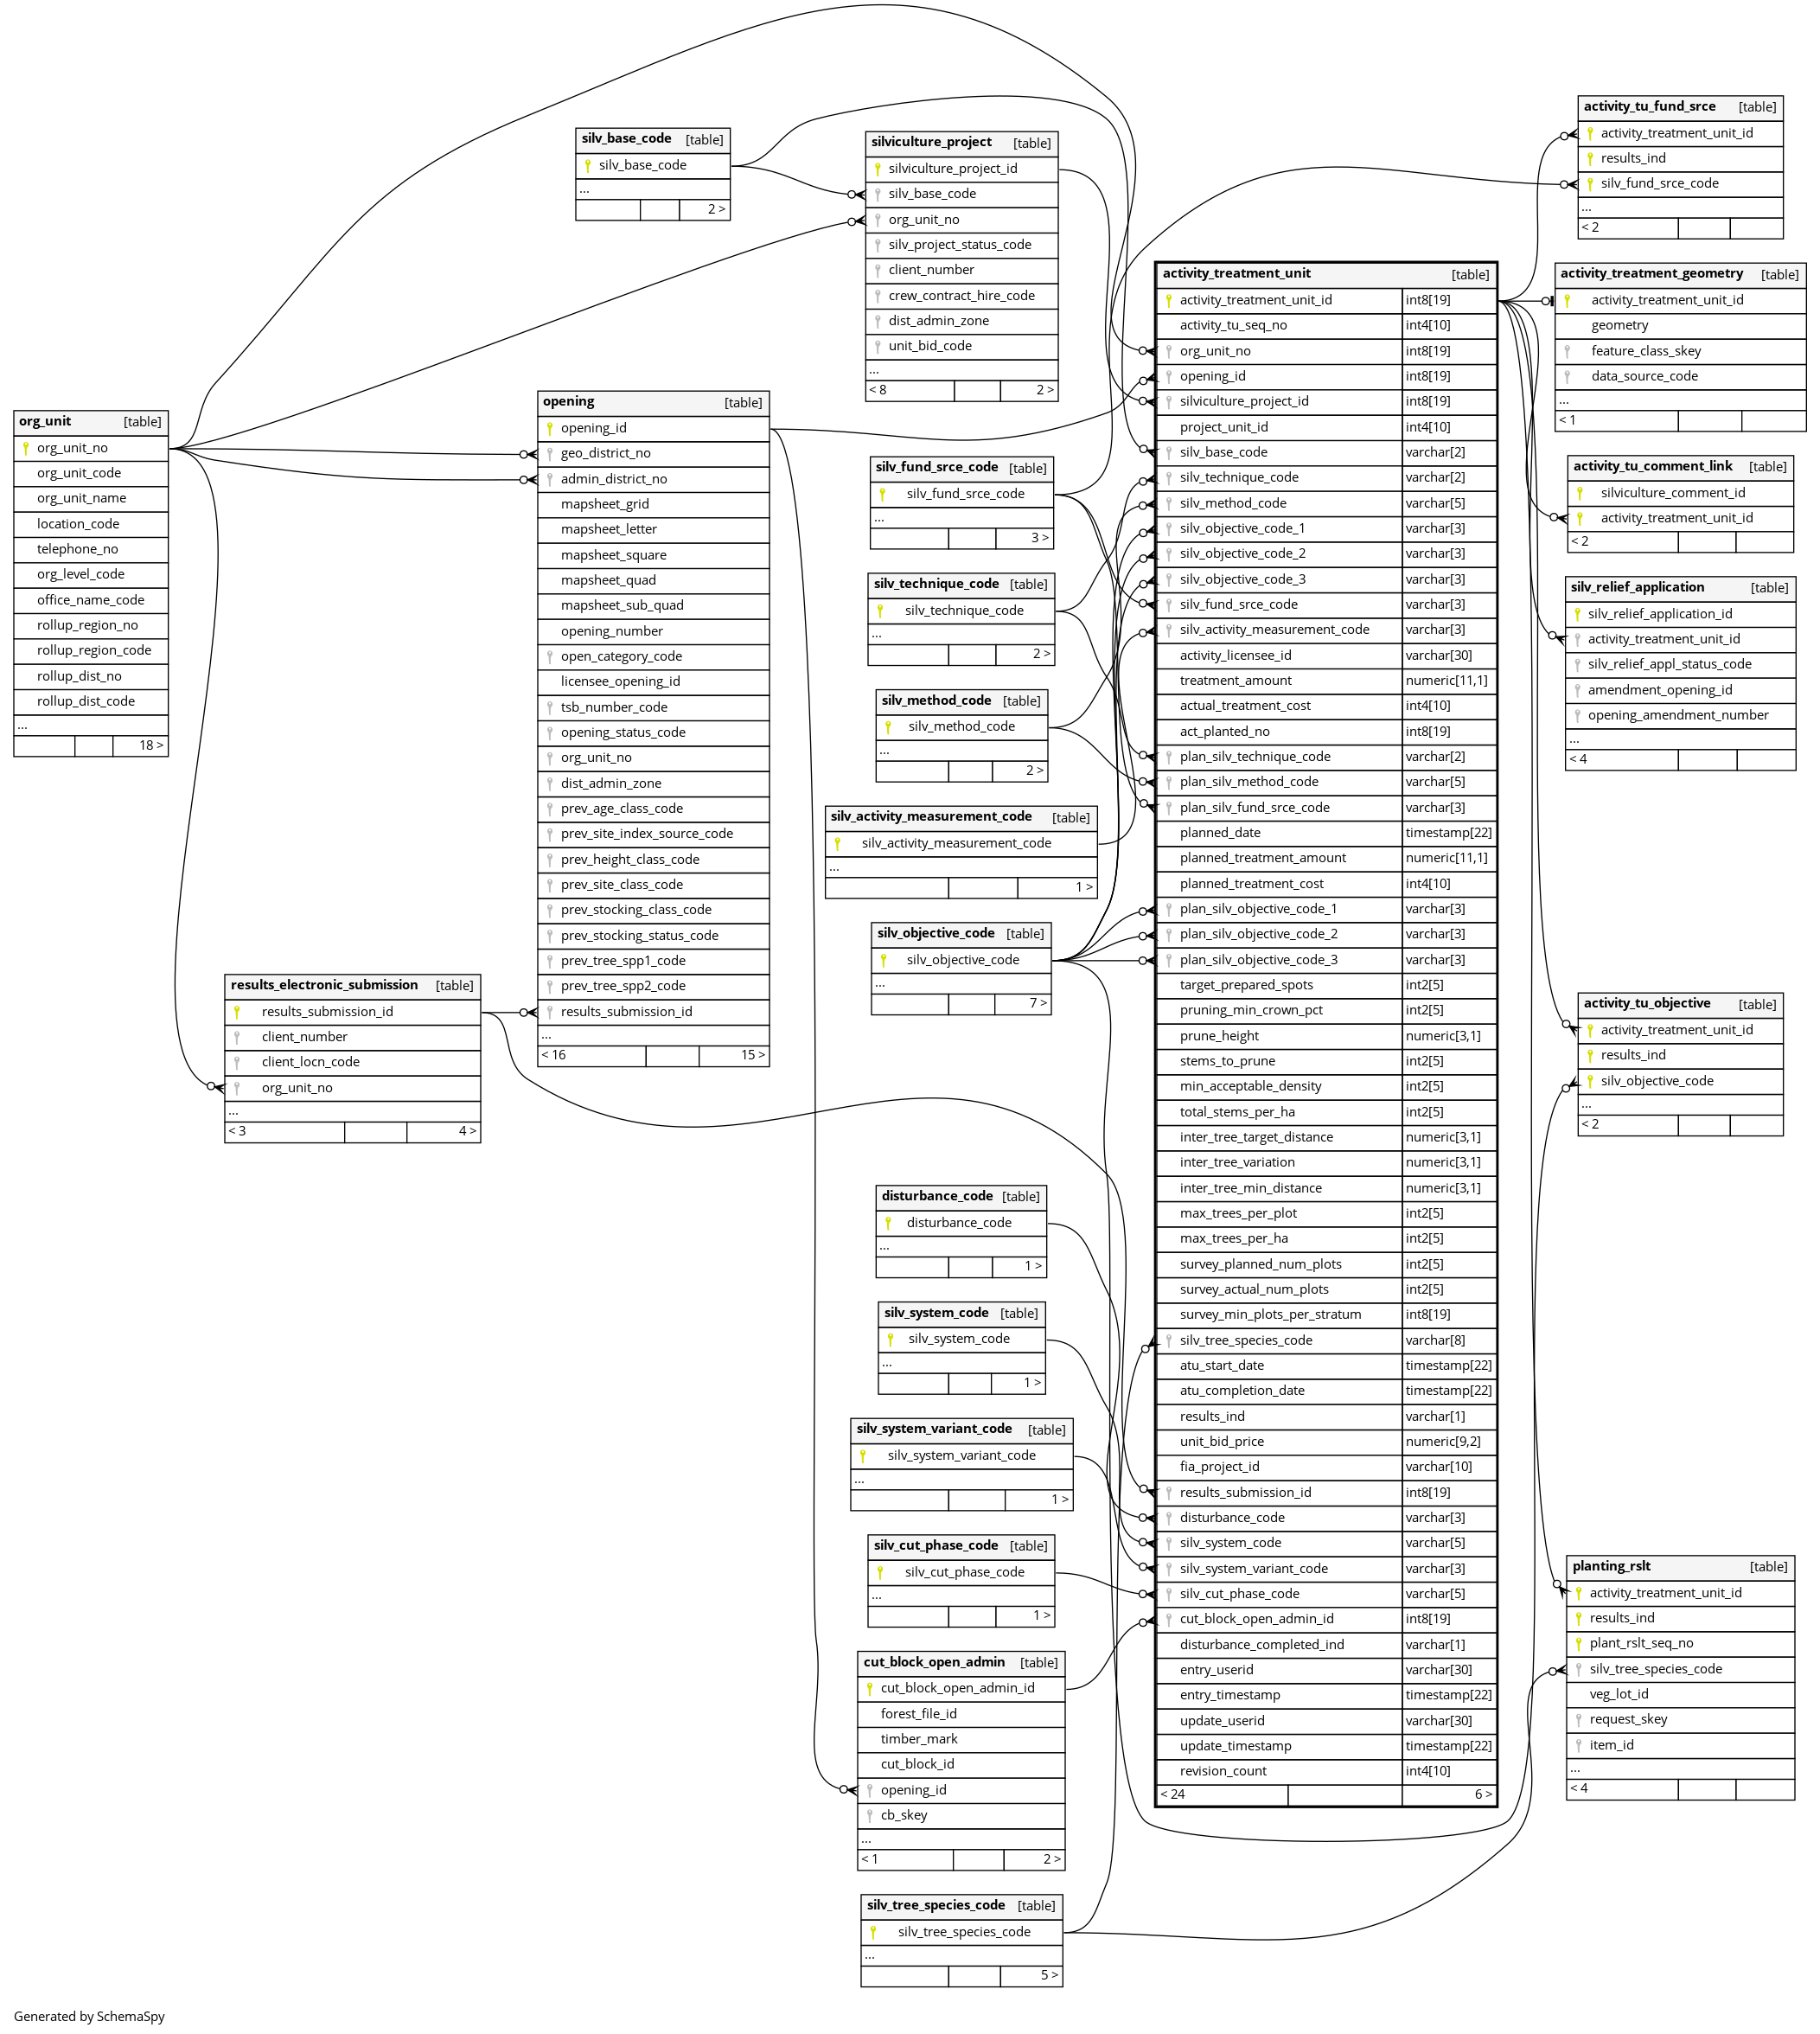 org_unit [table]
org_unit_no
org_unit_code
org_unit_name
location_code
telephone_no
org_level_code
office_name_code
rollup_region_no
rollup_region_code
rollup_dist_no
rollup_dist_code
...
18 >
results_electronic_submission [table]
results_submission_id
client_number
client_locn_code
org_unit_no
...
< 3 4 >
silv_base_code [table]
silv_base_code
...
2 >
opening [table]
opening_id
geo_district_no
admin_district_no
mapsheet_grid
mapsheet_letter
mapsheet_square
mapsheet_quad
mapsheet_sub_quad
opening_number
open_category_code
licensee_opening_id
tsb_number_code
opening_status_code
org_unit_no
dist_admin_zone
prev_age_class_code
prev_site_index_source_code
prev_height_class_code
prev_site_class_code
prev_stocking_class_code
prev_stocking_status_code
prev_tree_spp1_code
prev_tree_spp2_code
results_submission_id
...
< 16 15 >
silviculture_project [table]
silviculture_project_id
silv_base_code
org_unit_no
silv_project_status_code
client_number
crew_contract_hire_code
dist_admin_zone
unit_bid_code
...
< 8 2 >
silv_fund_srce_code [table]
silv_fund_srce_code
...
3 >
silv_technique_code [table]
silv_technique_code
...
2 >
silv_method_code [table]
silv_method_code
...
2 >
silv_activity_measurement_code [table]
silv_activity_measurement_code
...
1 >
silv_objective_code [table]
silv_objective_code
...
7 >
disturbance_code [table]
disturbance_code
...
1 >
silv_system_code [table]
silv_system_code
...
1 >
silv_system_variant_code [table]
silv_system_variant_code
...
1 >
silv_cut_phase_code [table]
silv_cut_phase_code
...
1 >
cut_block_open_admin [table]
cut_block_open_admin_id
forest_file_id
timber_mark
cut_block_id
opening_id
cb_skey
...
< 1 2 >
silv_tree_species_code [table]
silv_tree_species_code
...
5 >
activity_treatment_unit [table]
activity_treatment_unit_id int8[19]
activity_tu_seq_no int4[10]
org_unit_no int8[19]
opening_id int8[19]
silviculture_project_id int8[19]
project_unit_id int4[10]
silv_base_code varchar[2]
silv_technique_code varchar[2]
silv_method_code varchar[5]
silv_objective_code_1 varchar[3]
silv_objective_code_2 varchar[3]
silv_objective_code_3 varchar[3]
silv_fund_srce_code varchar[3]
silv_activity_measurement_code varchar[3]
activity_licensee_id varchar[30]
treatment_amount numeric[11,1]
actual_treatment_cost int4[10]
act_planted_no int8[19]
plan_silv_technique_code varchar[2]
plan_silv_method_code varchar[5]
plan_silv_fund_srce_code varchar[3]
planned_date timestamp[22]
planned_treatment_amount numeric[11,1]
planned_treatment_cost int4[10]
plan_silv_objective_code_1 varchar[3]
plan_silv_objective_code_2 varchar[3]
plan_silv_objective_code_3 varchar[3]
target_prepared_spots int2[5]
pruning_min_crown_pct int2[5]
prune_height numeric[3,1]
stems_to_prune int2[5]
min_acceptable_density int2[5]
total_stems_per_ha int2[5]
inter_tree_target_distance numeric[3,1]
inter_tree_variation numeric[3,1]
inter_tree_min_distance numeric[3,1]
max_trees_per_plot int2[5]
max_trees_per_ha int2[5]
survey_planned_num_plots int2[5]
survey_actual_num_plots int2[5]
survey_min_plots_per_stratum int8[19]
silv_tree_species_code varchar[8]
atu_start_date timestamp[22]
atu_completion_date timestamp[22]
results_ind varchar[1]
unit_bid_price numeric[9,2]
fia_project_id varchar[10]
results_submission_id int8[19]
disturbance_code varchar[3]
silv_system_code varchar[5]
silv_system_variant_code varchar[3]
silv_cut_phase_code varchar[5]
cut_block_open_admin_id int8[19]
disturbance_completed_ind varchar[1]
entry_userid varchar[30]
entry_timestamp timestamp[22]
update_userid varchar[30]
update_timestamp timestamp[22]
revision_count int4[10]
< 24 6 >
activity_tu_fund_srce [table]
activity_treatment_unit_id
results_ind
silv_fund_srce_code
...
< 2
activity_treatment_geometry [table]
activity_treatment_unit_id
geometry
feature_class_skey
data_source_code
...
< 1
activity_tu_comment_link [table]
silviculture_comment_id
activity_treatment_unit_id
< 2
silv_relief_application [table]
silv_relief_application_id
activity_treatment_unit_id
silv_relief_appl_status_code
amendment_opening_id
opening_amendment_number
...
< 4
activity_tu_objective [table]
activity_treatment_unit_id
results_ind
silv_objective_code
...
< 2
planting_rslt [table]
activity_treatment_unit_id
results_ind
plant_rslt_seq_no
silv_tree_species_code
veg_lot_id
request_skey
item_id
...
< 4
Generated by SchemaSpy